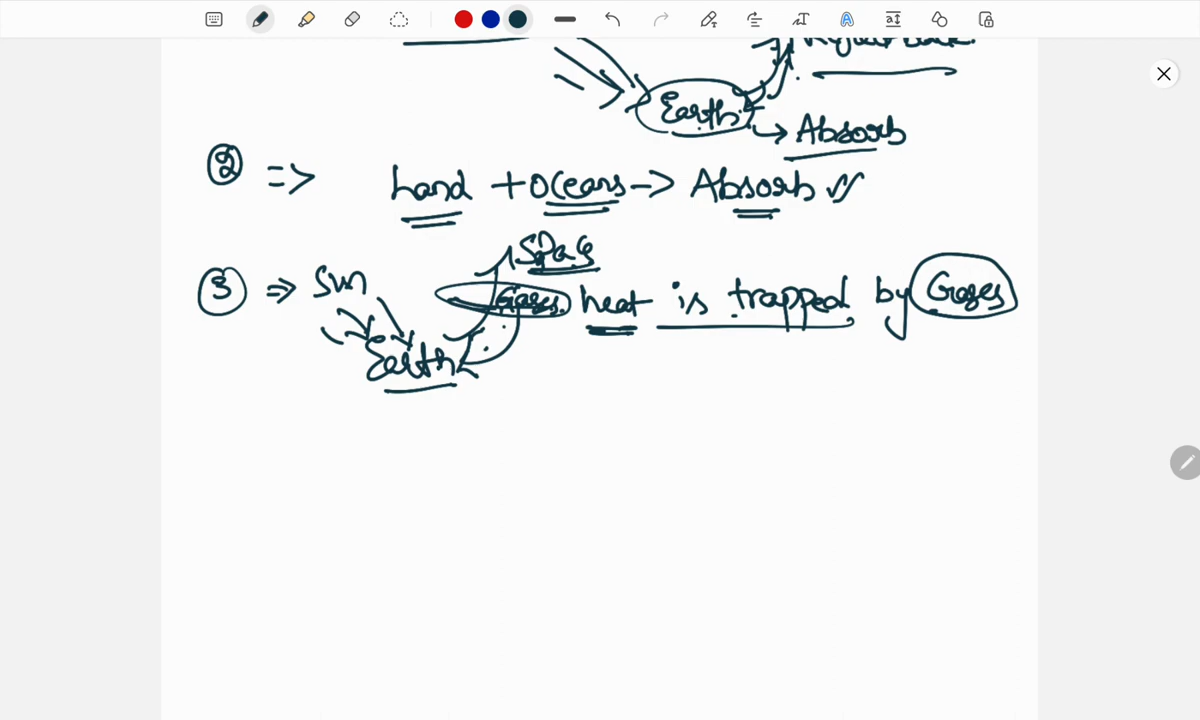 Earth
Absorb
② => Land + Oceans -> Absorb
Space
③ => Sun
Gases heat is trapped by Gases
Earth